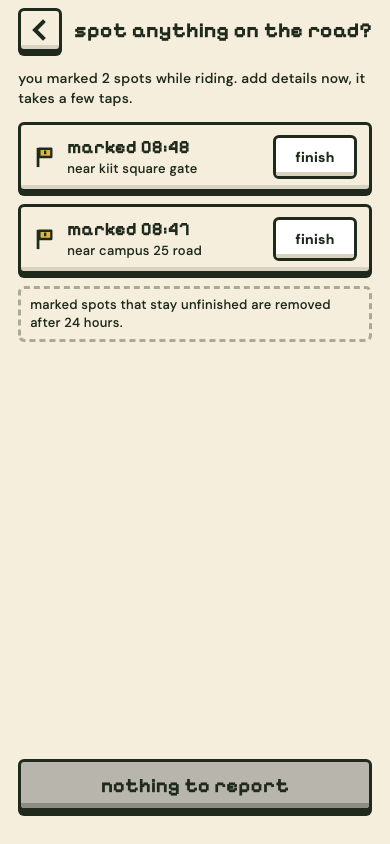 spot anything on the road?
you marked 2 spots while riding. add details now, it
takes a few taps.
marked 08:48
near kiit square gate
finish
marked 08:47
near campus 25 road
finish
marked spots that stay unfinished are removed
after 24 hours.
nothing to report